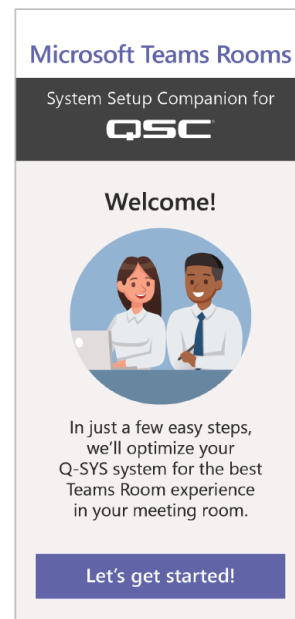 Microsoft Teams Rooms
System Setup Companion for
QSC
Welcome!
In just a few easy steps,
we'll optimize your
Q-SYS system for the best
Teams Room experience
in your meeting room.
Let's get started!